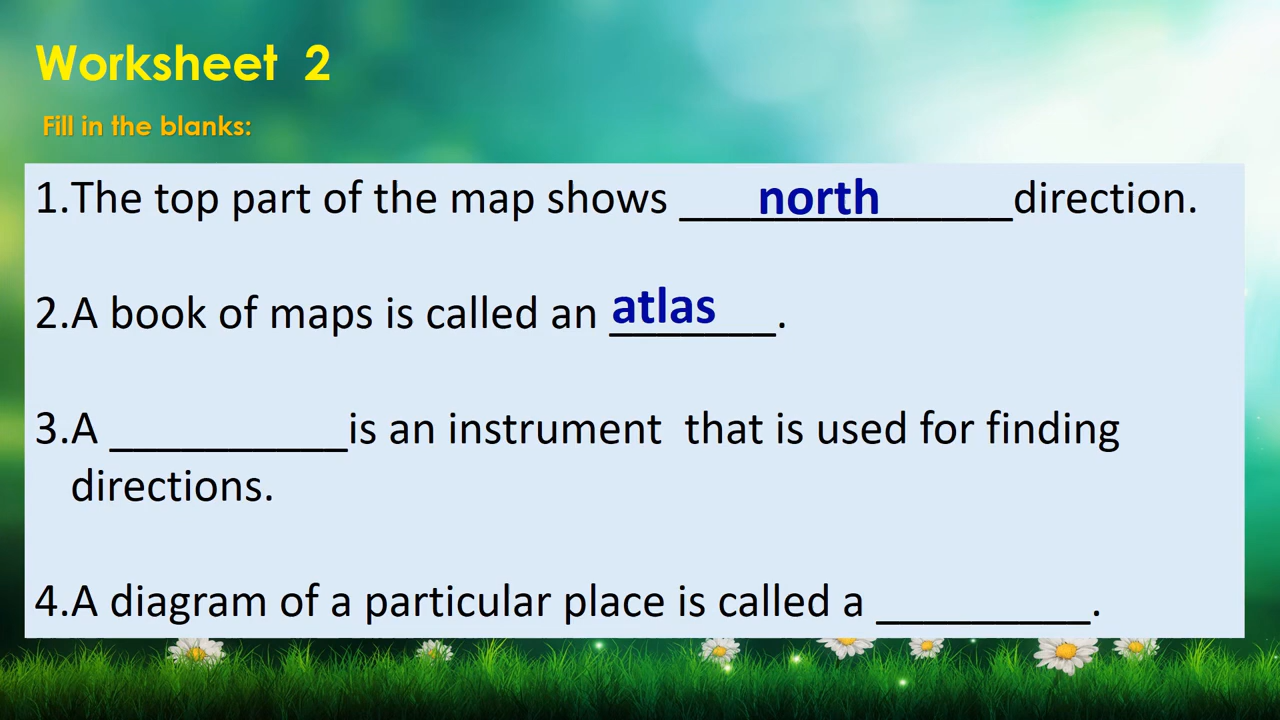 Worksheet 2
Fill in the blanks:
1.The top part of the map shows ______north______direction.
2.A book of maps is called an atlas___.
3.A __________is an instrument that is used for finding
directions.
4.A diagram of a particular place is called a _________.